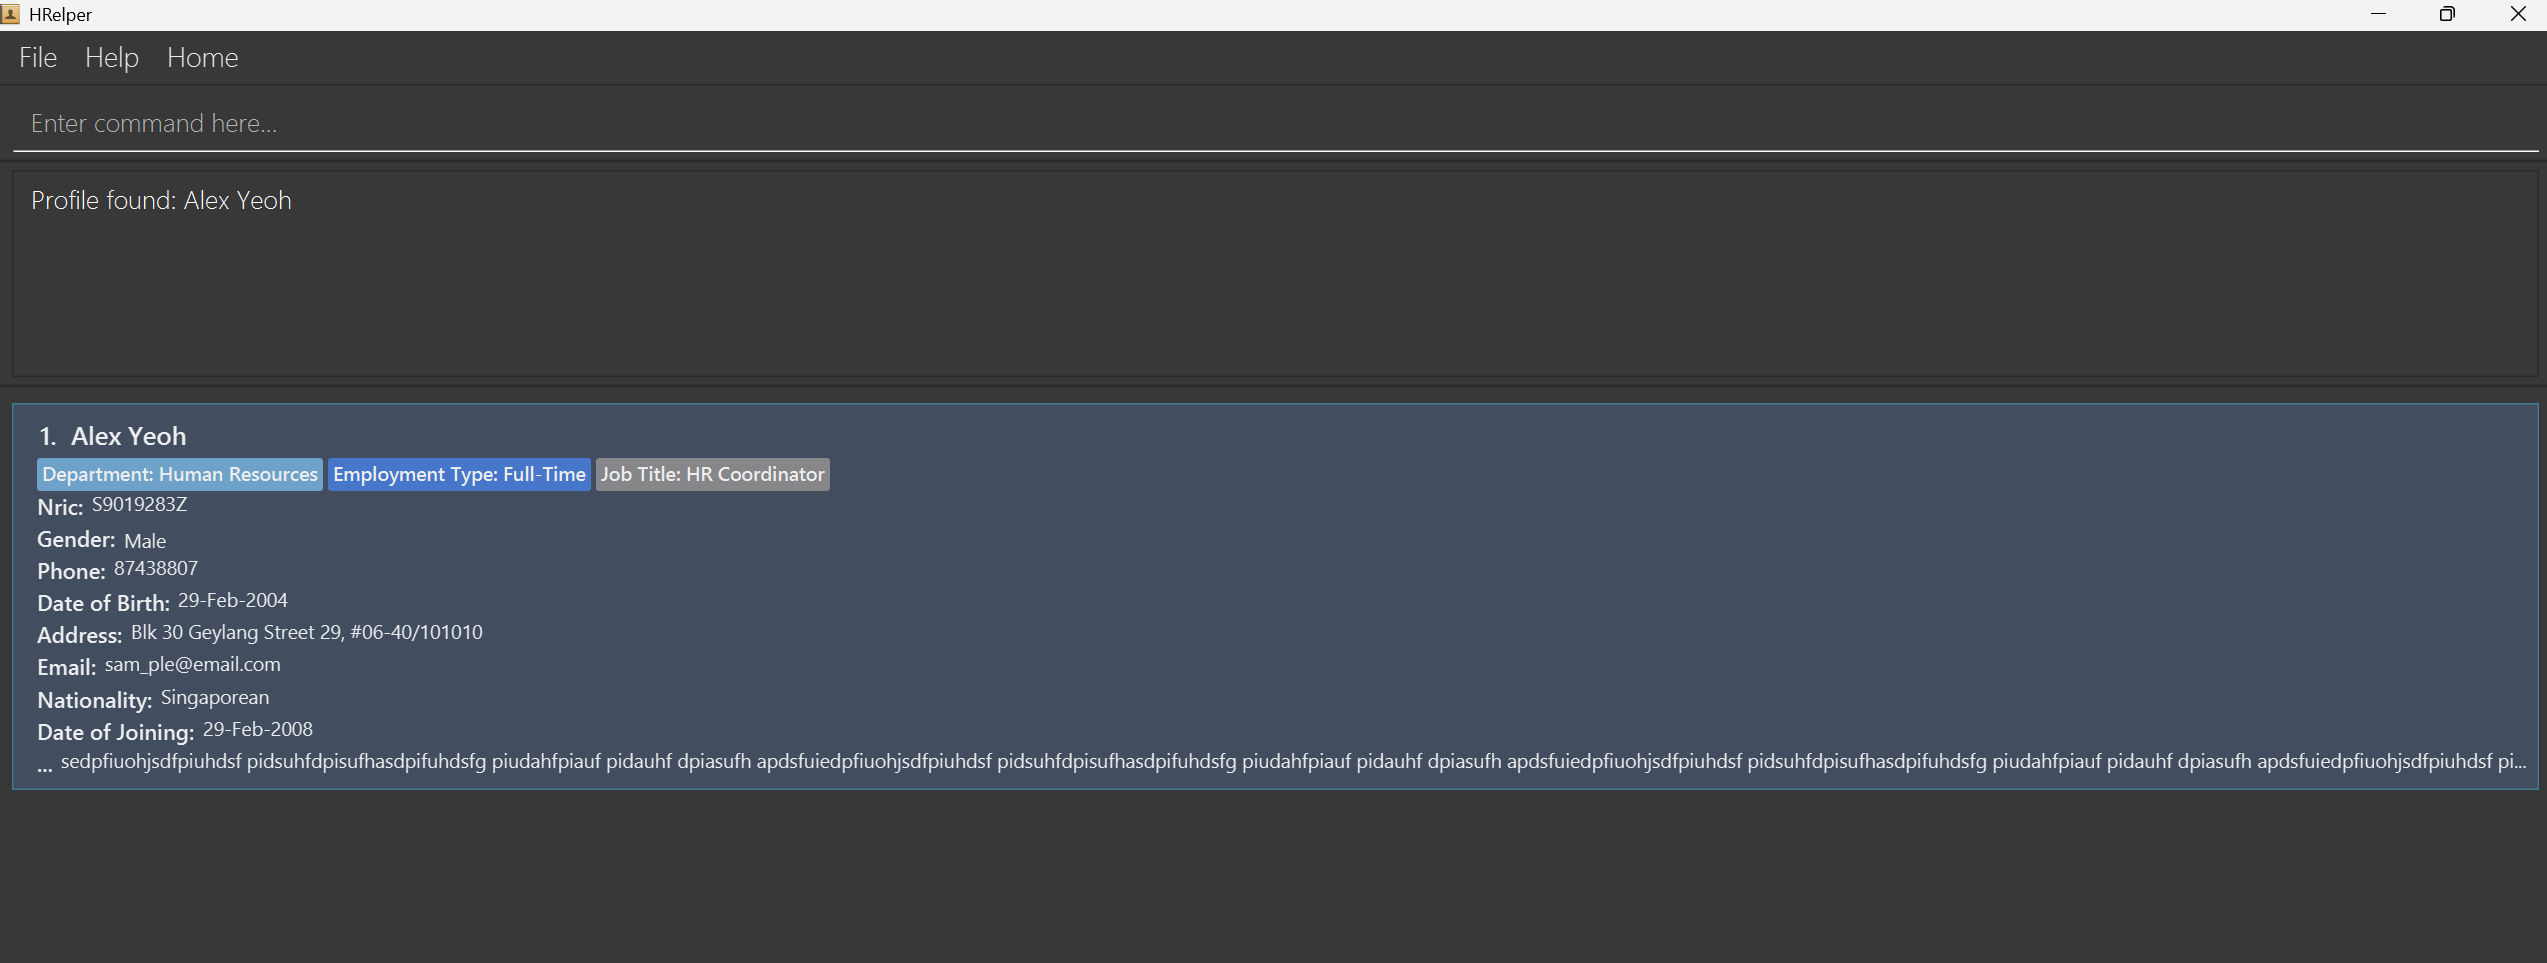 HRelper
File Help Home
Enter command here...
Profile found: Alex Yeoh
1. Alex Yeoh
Department: Human Resources Employment Type: Full-Time Job Title: HR Coordinator
Nric: S9019283Z
Gender: Male
Phone: 87438807
Date of Birth: 29-Feb-2004
Address: Blk 30 Geylang Street 29, #06-40/101010
Email: sam_ple@email.com
Nationality: Singaporean
Date of Joining: 29-Feb-2008
... sedpfiuohjsdfpiuhdsf pidsuhfdpisufhasdpifuhdsfg piudahfpiauf pidauhf dpiasufh apdsfuiedpfiuohjsdfpiuhdsf pidsuhfdpisufhasdpifuhdsfg piudahfpiauf pidauhf dpiasufh apdsfuiedpfiuohjsdfpiuhdsf pidsuhfdpisufhasdpifuhdsfg piudahfpiauf pidauhf dpiasufh apdsfuiedpfiuohjsdfpiuhdsf pi...